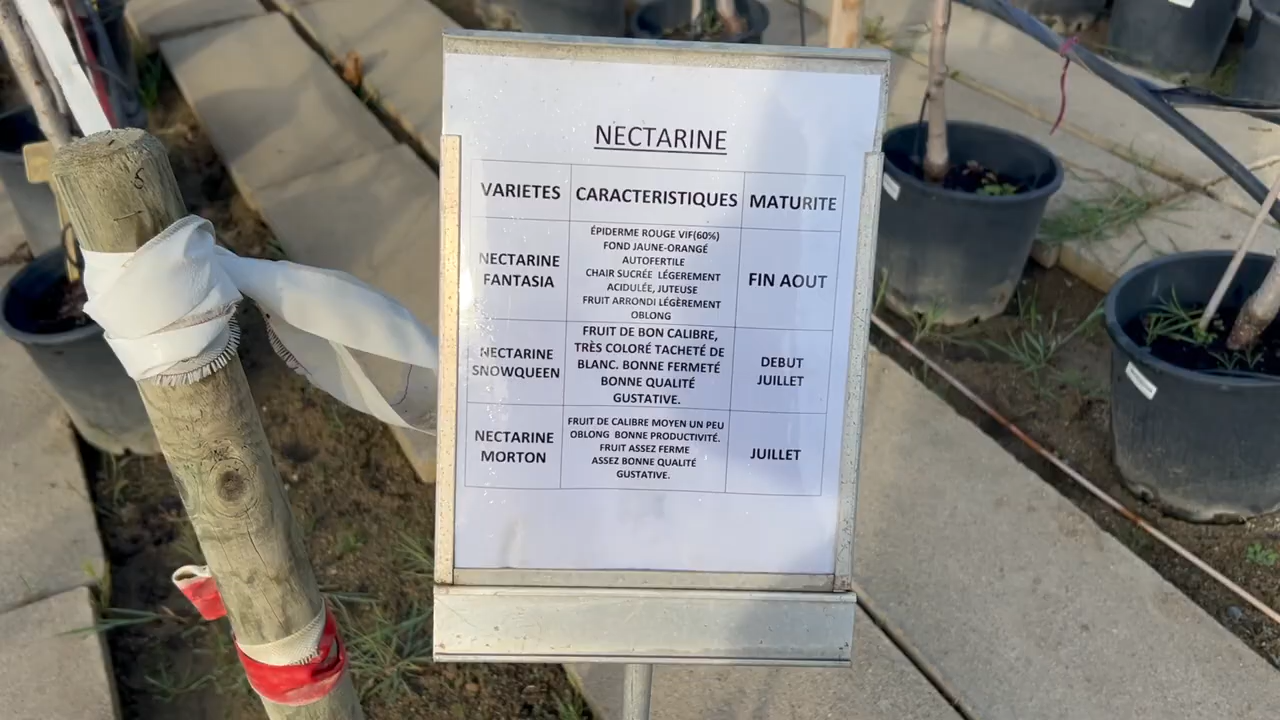 NECTARINE
VARIETES CARACTERISTIQUES MATURITE
NECTARINE
FANTASIA
ÉPIDERME ROUGE VIF(60%)
FOND JAUNE-ORANGÉ
AUTOFERTILE
CHAIR SUCRÉE LÉGEREMENT
ACIDULÉE, JUTEUSE
FRUIT ARRONDI LÉGÈREMENT
OBLONG
FIN AOUT
NECTARINE
SNOWQUEEN
FRUIT DE BON CALIBRE,
TRÈS COLORÉ TACHETÉ DE
BLANC. BONNE FERMETÉ
BONNE QUALITÉ
GUSTATIVE.
DEBUT
JUILLET
NECTARINE
MORTON
FRUIT DE CALIBRE MOYEN UN PEU
OBLONG BONNE PRODUCTIVITÉ.
FRUIT ASSEZ FERME
ASSEZ BONNE QUALITÉ
GUSTATIVE.
JUILLET